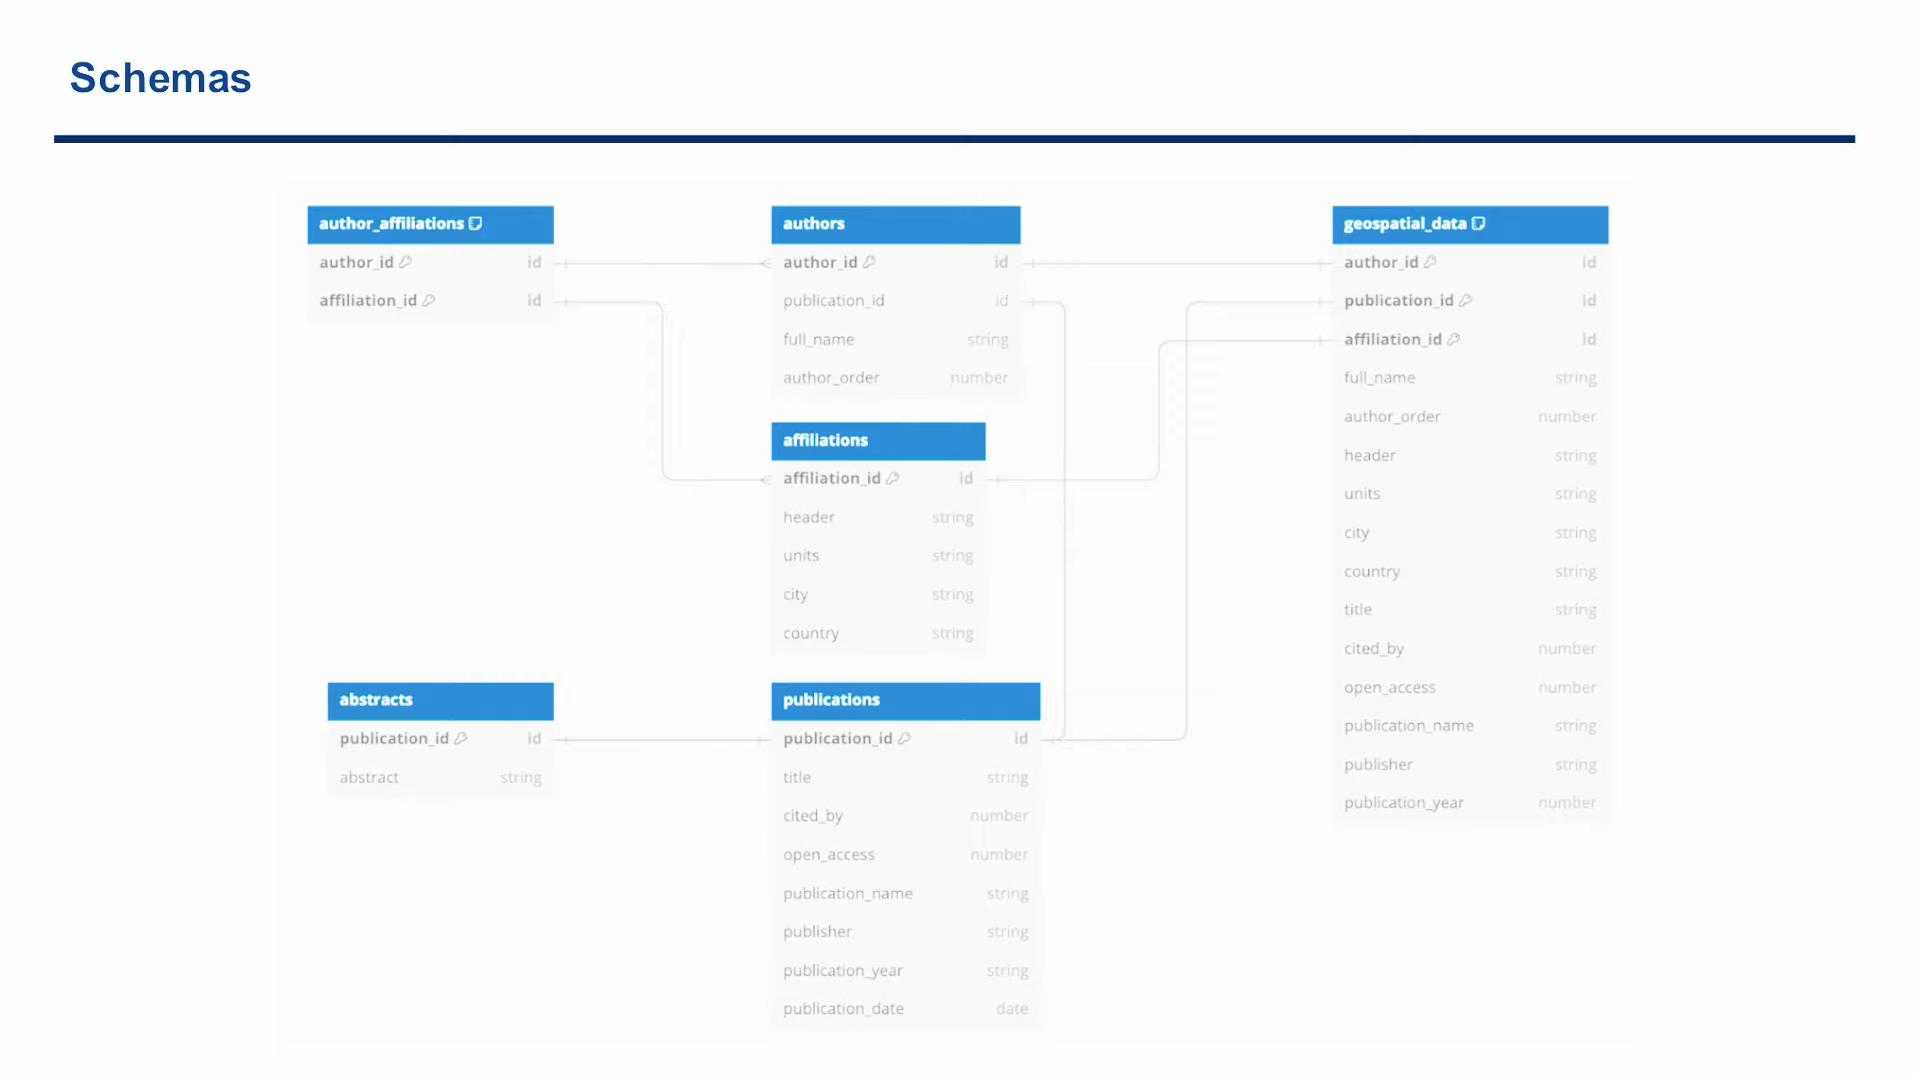 Schemas
author_affiliations
author_id id
affiliation_id id
authors
author_id id
publication_id id
full_name string
author_order number
affiliations
affiliation_id id
header string
units string
city string
country string
abstracts
publication_id id
abstract string
publications
publication_id id
title string
cited_by number
open_access number
publication_name string
publisher string
publication_year string
publication_date date
geospatial_data
author_id id
publication_id id
affiliation_id id
full_name string
author_order number
header string
units string
city string
country string
title string
cited_by number
open_access number
publication_name string
publisher string
publication_year number